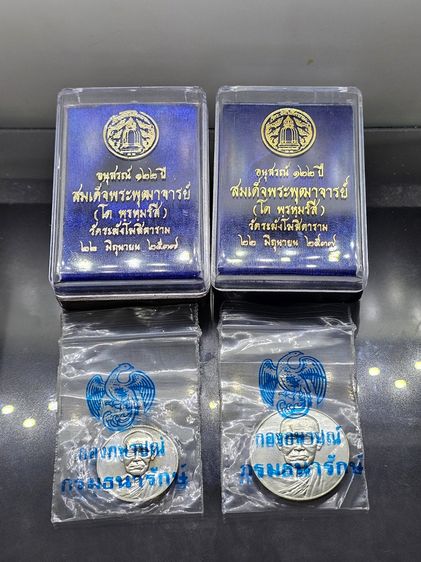 อนุสรณ์ ๑๒๒ ปี
สมเด็จพระพุฒาจารย์
(โต พรหมรังสี)
วัดระฆังโฆสิตาราม
๒๒ มิถุนายน ๒๕๓๗
อนุสรณ์ ๑๒๒ ปี
สมเด็จพระพุฒาจารย์
(โต พรหมรังสี)
วัดระฆังโฆสิตาราม
๒๒ มิถุนายน ๒๕๓๗
กองกษาปณ์
กรมธนารักษ์
กองกษาปณ์
กรมธนารักษ์